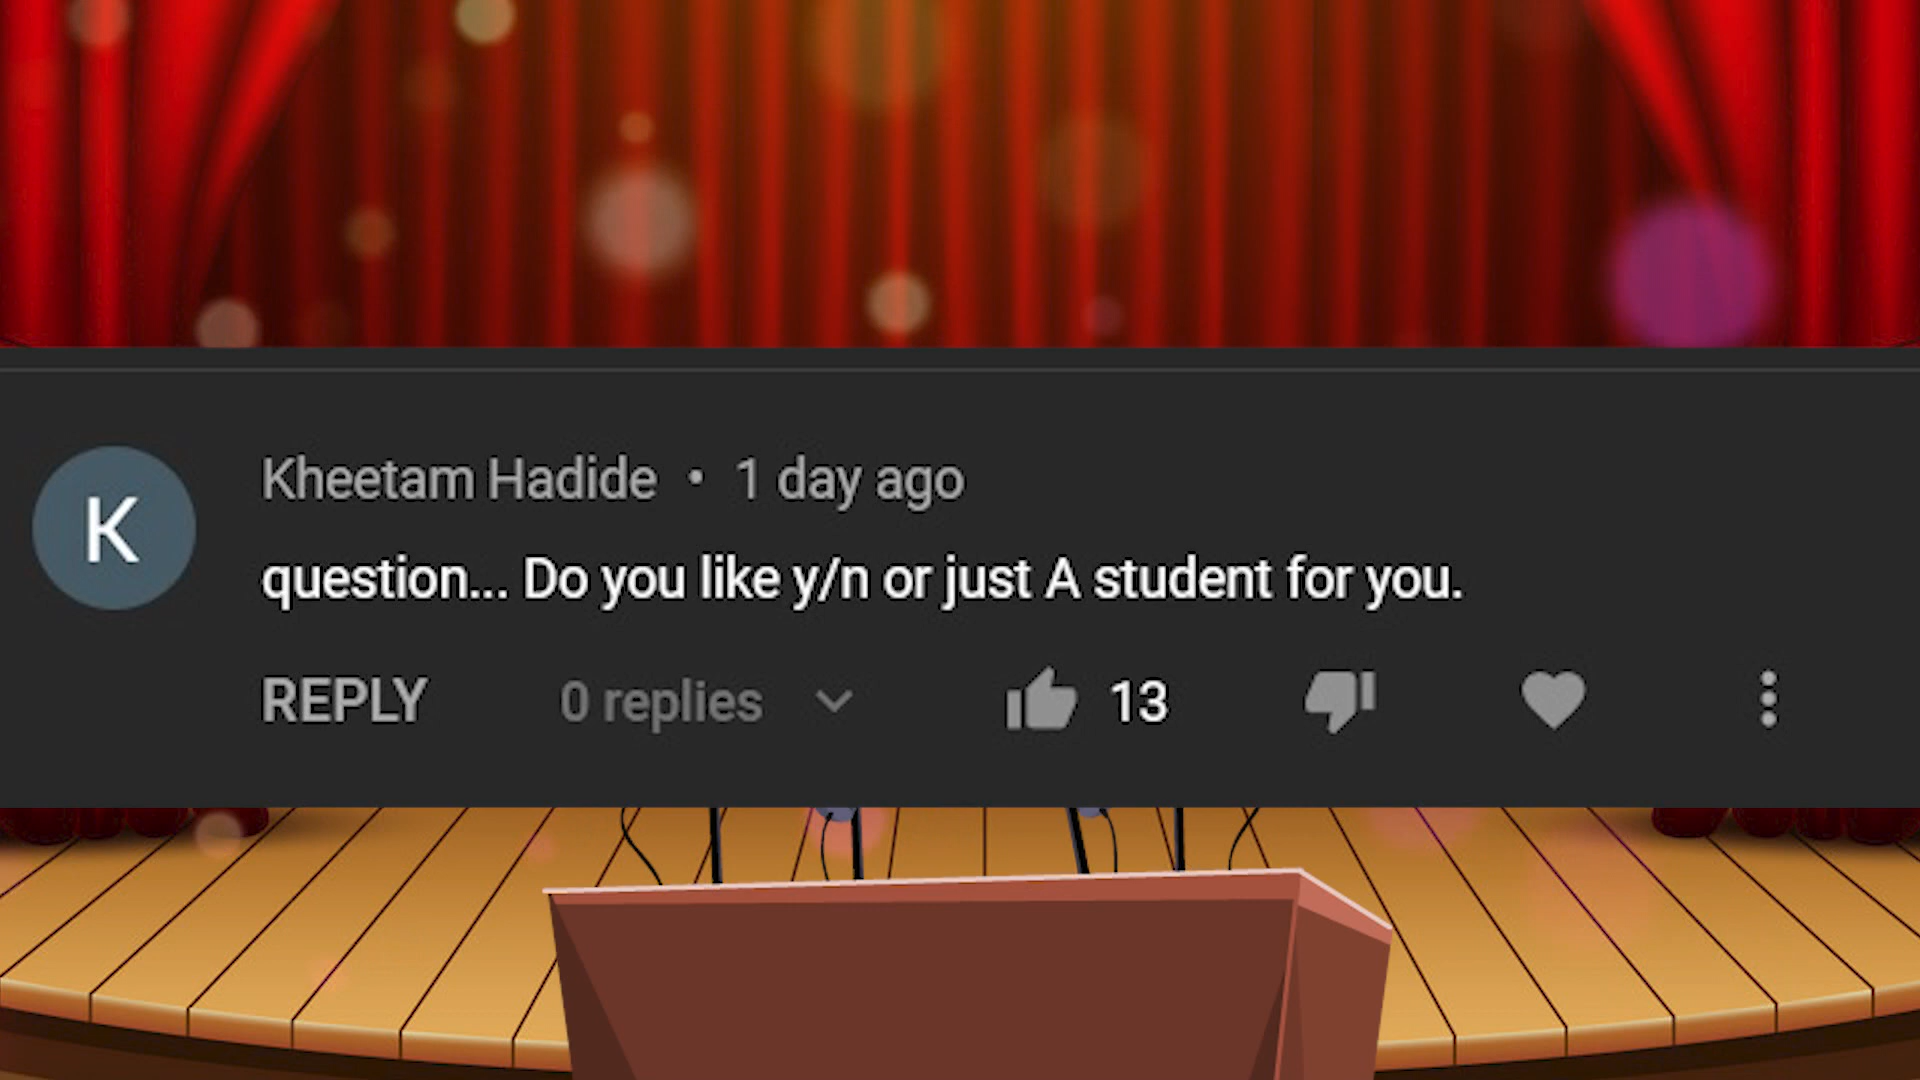 K
Kheetam Hadide • 1 day ago
question... Do you like y/n or just A student for you.
REPLY 0 replies 13